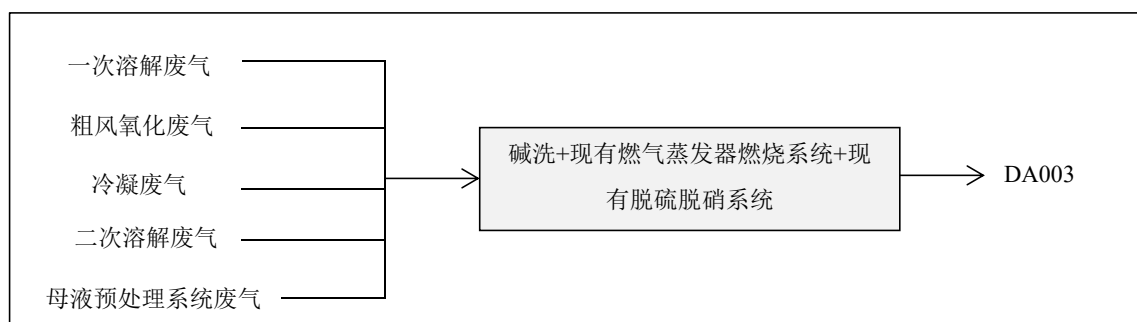 一次溶解废气
粗风氧化废气
冷凝废气
二次溶解废气
母液预处理系统废气
碱洗+现有燃气蒸发器燃烧系统+现
有脱硫脱硝系统
DA003